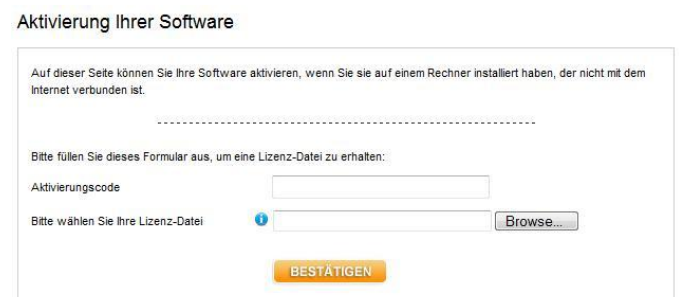 Aktivierung Ihrer Software
Auf dieser Seite können Sie Ihre Software aktivieren, wenn Sie sie auf einem Rechner installiert haben, der nicht mit dem
Internet verbunden ist.
Bitte füllen Sie dieses Formular aus, um eine Lizenz-Datei zu erhalten:
Aktivierungscode
Bitte wählen Sie Ihre Lizenz-Datei
Browse...
BESTÄTIGEN